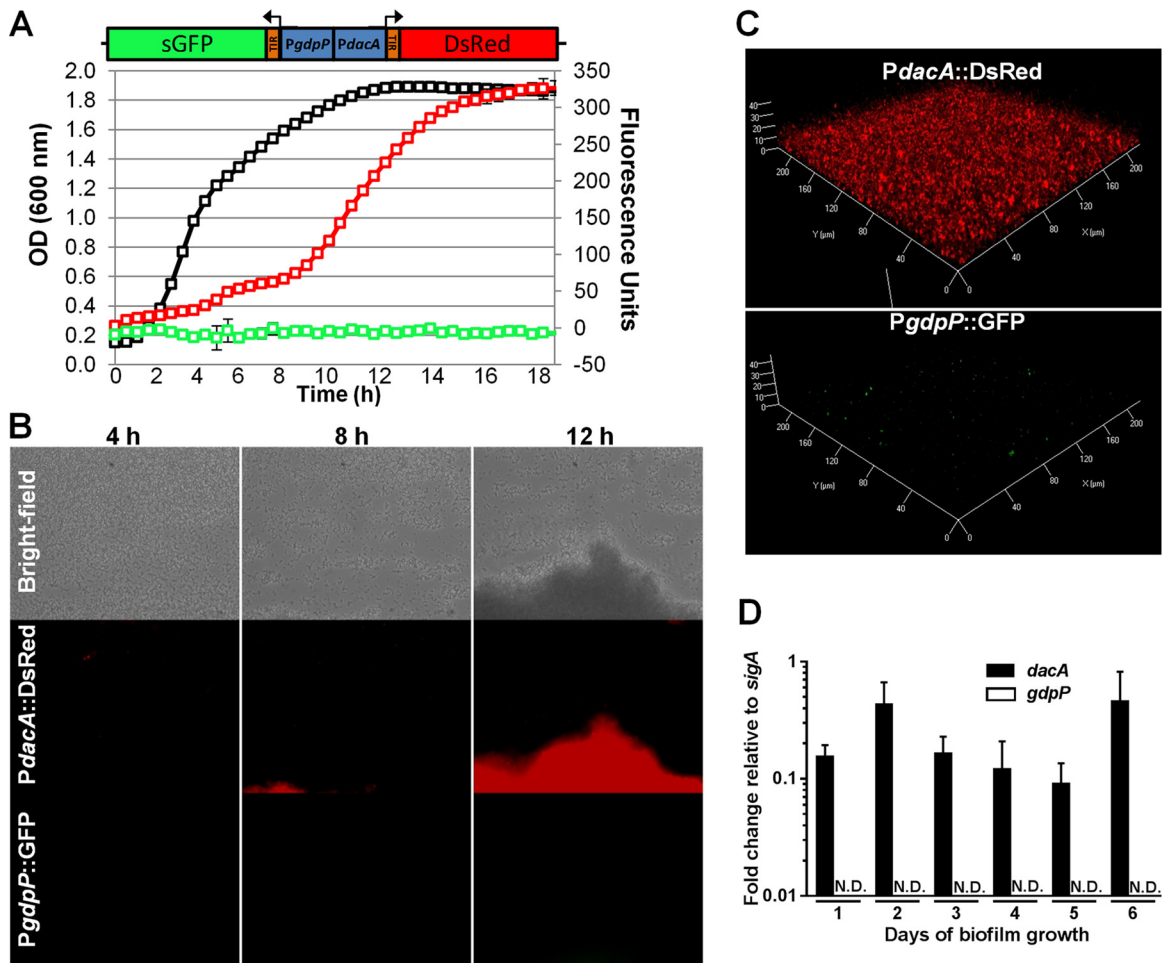 A
sGFP TIR PgdpP PdacA TIR DsRed
OD (600 nm)
2.0
1.8
1.6
1.4
1.2
1.0
0.8
0.6
0.4
0.2
0.0
350
300
250
200
150
100
50
0
-50
Fluorescence Units
0 2 4 6 8 10 12 14 16 18
Time (h)
B
4 h 8 h 12 h
Bright-field
PdacA::DsRed
PgdpP::GFP
C
PdacA::DsRed
40
30
20
10
0
200
160
120
80
40
0
Y (µm)
200
160
120
80
40
0
X (µm)
PgdpP::GFP
40
30
20
10
0
200
160
120
80
40
0
Y (µm)
200
160
120
80
40
0
X (µm)
D
Fold change relative to sigA
1
0.1
0.01
dacA
gdpP
N.D. N.D. N.D. N.D. N.D. N.D.
1 2 3 4 5 6
Days of biofilm growth